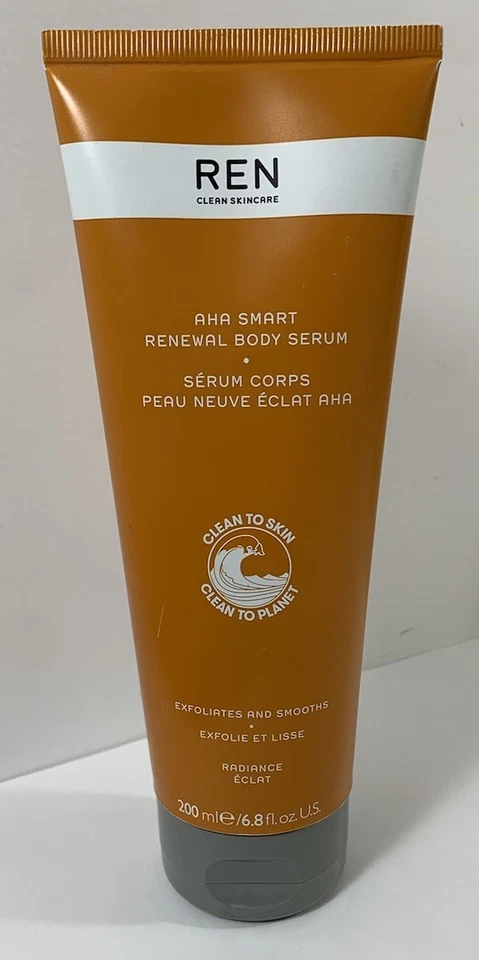 REN
CLEAN SKINCARE
AHA SMART
RENEWAL BODY SERUM
•
SÉRUM CORPS
PEAU NEUVE ÉCLAT AHA
CLEAN TO SKIN
CLEAN TO PLANET
EXFOLIATES AND SMOOTHS
•
EXFOLIE ET LISSE
RADIANCE
ÉCLAT
200 ml℮/6.8 fl. oz. U.S.